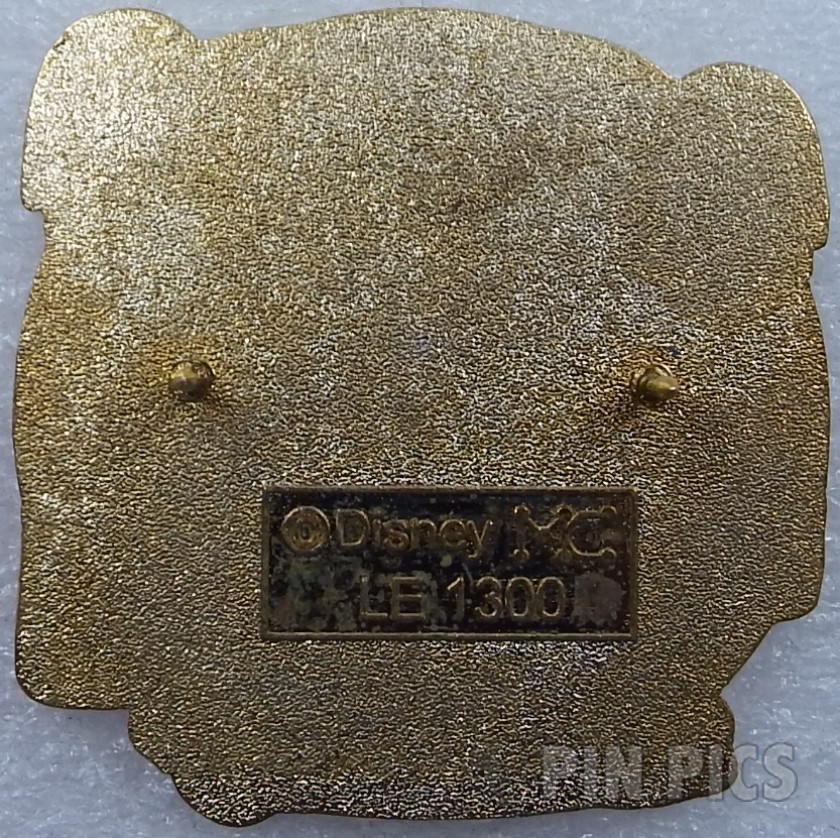 © Disney
LE 1300
PIN PICS